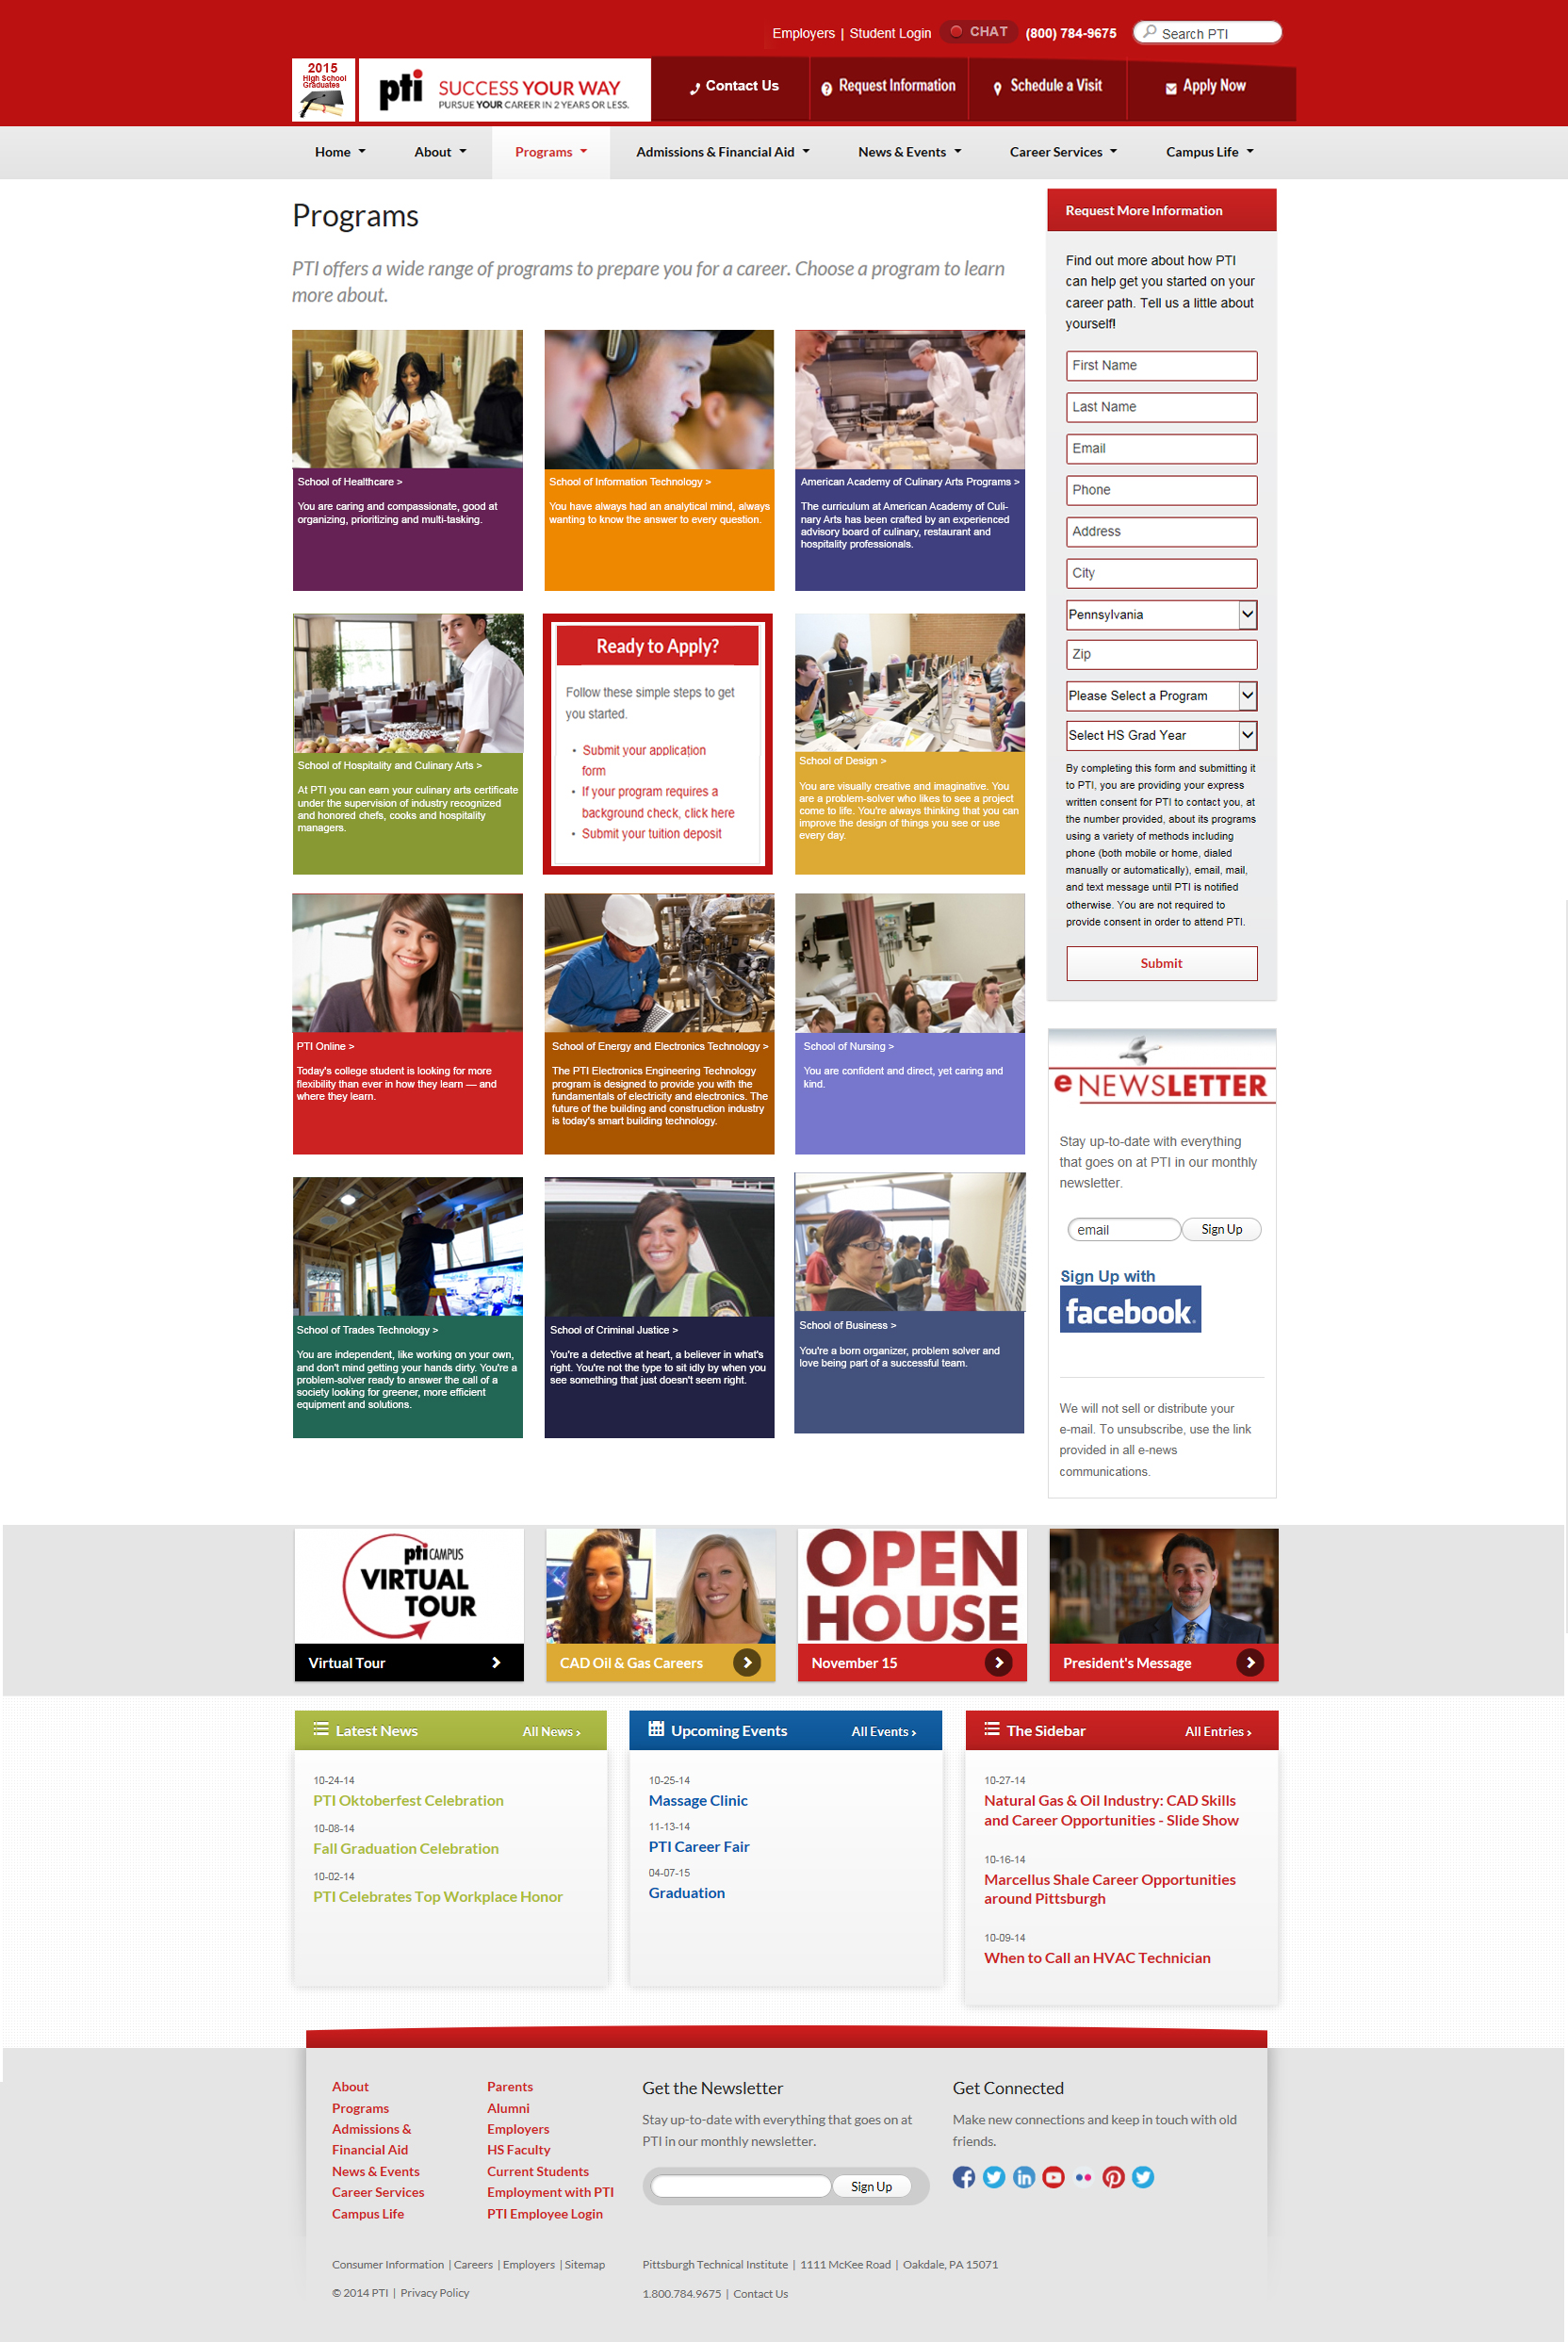 Employers | Student Login CHAT (800) 784-9675 Search PTI
2015
High School
Graduates
pti SUCCESS YOUR WAY
PURSUE YOUR CAREER IN 2 YEARS OR LESS.
Contact Us Request Information Schedule a Visit Apply Now
Home About Programs Admissions & Financial Aid News & Events Career Services Campus Life
Programs
PTI offers a wide range of programs to prepare you for a career. Choose a program to learn
more about.
School of Healthcare >
You are caring and compassionate, good at
organizing, prioritizing and multi-tasking.
School of Information Technology >
You have always had an analytical mind, always
wanting to know the answer to every question.
American Academy of Culinary Arts Programs >
The curriculum at American Academy of Culi-
nary Arts has been crafted by an experienced
advisory board of culinary, restaurant and
hospitality professionals.
School of Hospitality and Culinary Arts >
At PTI you can earn your culinary arts certificate
under the supervision of industry recognized
and honored chefs, cooks and hospitality
managers.
Ready to Apply?
Follow these simple steps to get
you started.
• Submit your application
form
• If your program requires a
background check, click here
• Submit your tuition deposit
School of Design >
You are visually creative and imaginative. You
are a problem-solver who likes to see a project
come to life. You're always thinking that you can
improve the design of things you see or use
every day.
PTI Online >
Today's college student is looking for more
flexibility than ever in how they learn — and
where they learn.
School of Energy and Electronics Technology >
The PTI Electronics Engineering Technology
program is designed to provide you with the
fundamentals of electricity and electronics. The
future of the building and construction industry
is today's smart building technology.
School of Nursing >
You are confident and direct, yet caring and
kind.
School of Trades Technology >
You are independent, like working on your own,
and don't mind getting your hands dirty. You're a
problem-solver ready to answer the call of a
society looking for greener, more efficient
equipment and solutions.
School of Criminal Justice >
You're a detective at heart, a believer in what's
right. You're not the type to sit idly by when you
see something that just doesn't seem right.
School of Business >
You're a born organizer, problem solver and
love being part of a successful team.
Request More Information
Find out more about how PTI
can help get you started on your
career path. Tell us a little about
yourself!
First Name
Last Name
Email
Phone
Address
City
Pennsylvania
Zip
Please Select a Program
Select HS Grad Year
By completing this form and submitting it
to PTI, you are providing your express
written consent for PTI to contact you, at
the number provided, about its programs
using a variety of methods including
phone (both mobile or home, dialed
manually or automatically), email, mail,
and text message until PTI is notified
otherwise. You are not required to
provide consent in order to attend PTI.
Submit
e NEWSLETTER
Stay up-to-date with everything
that goes on at PTI in our monthly
newsletter.
email Sign Up
Sign Up with
facebook.
We will not sell or distribute your
e-mail. To unsubscribe, use the link
provided in all e-news
communications.
pti CAMPUS
VIRTUAL
TOUR
Virtual Tour
CAD Oil & Gas Careers
OPEN
HOUSE
November 15
President's Message
Latest News All News ›
10-24-14
PTI Oktoberfest Celebration
10-08-14
Fall Graduation Celebration
10-02-14
PTI Celebrates Top Workplace Honor
Upcoming Events All Events ›
10-25-14
Massage Clinic
11-13-14
PTI Career Fair
04-07-15
Graduation
The Sidebar All Entries ›
10-27-14
Natural Gas & Oil Industry: CAD Skills
and Career Opportunities - Slide Show
10-16-14
Marcellus Shale Career Opportunities
around Pittsburgh
10-09-14
When to Call an HVAC Technician
About
Programs
Admissions &
Financial Aid
News & Events
Career Services
Campus Life
Parents
Alumni
Employers
HS Faculty
Current Students
Employment with PTI
PTI Employee Login
Get the Newsletter
Stay up-to-date with everything that goes on at
PTI in our monthly newsletter.
Sign Up
Get Connected
Make new connections and keep in touch with old
friends.
Consumer Information | Careers | Employers | Sitemap
© 2014 PTI | Privacy Policy
Pittsburgh Technical Institute | 1111 McKee Road | Oakdale, PA 15071
1.800.784.9675 | Contact Us